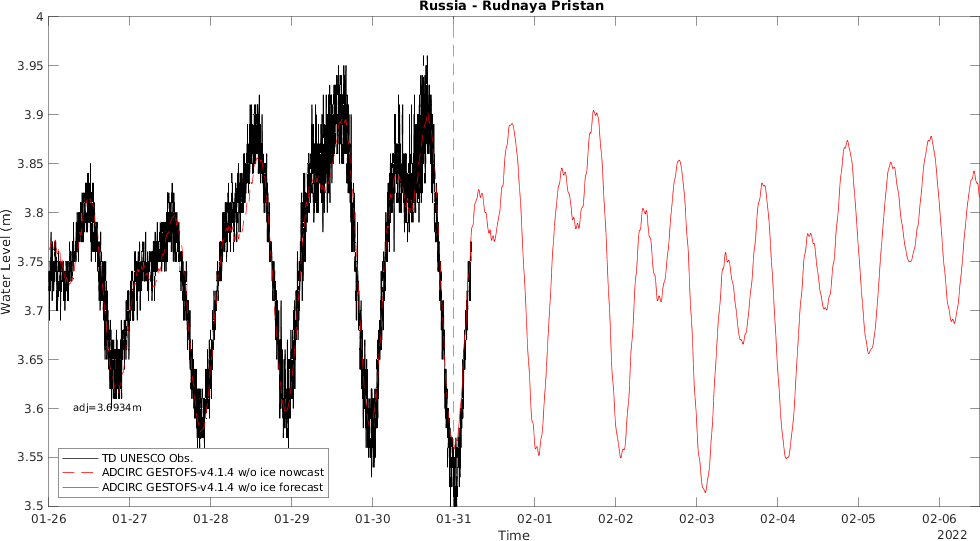 Russia - Rudnaya Pristan
4
3.95
3.9
3.85
3.8
3.75
3.7
3.65
3.6
3.55
3.5
Water Level (m)
adj=3.6934m
TD UNESCO Obs.
ADCIRC GESTOFS-v4.1.4 w/o ice nowcast
ADCIRC GESTOFS-v4.1.4 w/o ice forecast
01-26 01-27 01-28 01-29 01-30 01-31 02-01 02-02 02-03 02-04 02-05 02-06
Time
2022